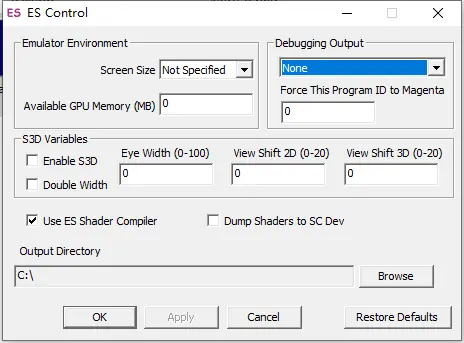 ES ES Control
Emulator Environment
Screen Size Not Specified
Available GPU Memory (MB) 0
Debugging Output
None
Force This Program ID to Magenta
0
S3D Variables
Enable S3D
Double Width
Eye Width (0-100) View Shift 2D (0-20) View Shift 3D (0-20)
0 0 0
Use ES Shader Compiler Dump Shaders to SC Dev
Output Directory
C:\ Browse
OK Apply Cancel Restore Defaults